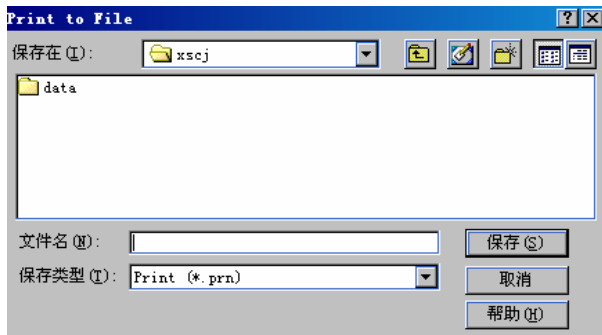 Print to File
保存在(I):
xscj
data
文件名(N):
保存(S)
保存类型(T):
Print (*.prn)
取消
帮助(H)